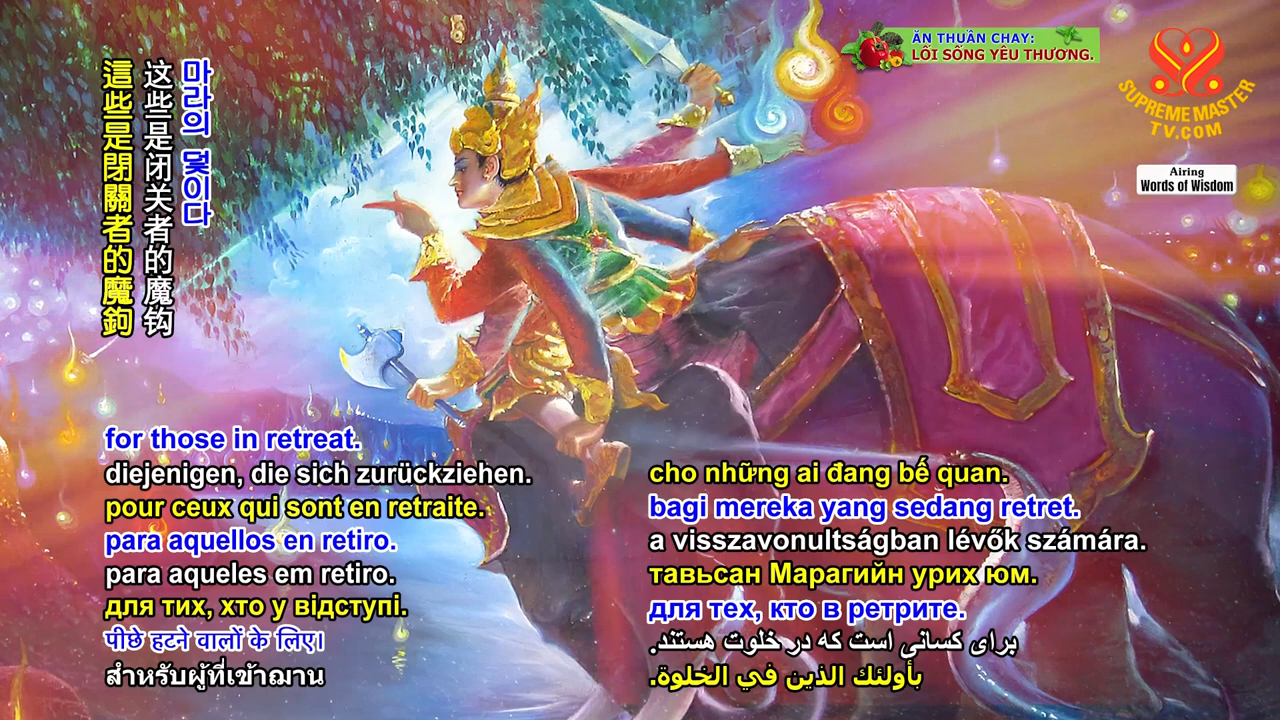 ĂN THUẦN CHAY:
LỐI SỐNG YÊU THƯƠNG.
SUPREME MASTER
TV.COM
Airing
Words of Wisdom
마라의 덫이다
这些是闭关者的魔钩
這些是閉關者的魔鉤
for those in retreat.
diejenigen, die sich zurückziehen.
pour ceux qui sont en retraite.
para aquellos en retiro.
para aqueles em retiro.
для тих, хто у відступі.
पीछे हटने वालों के लिए।
สำหรับผู้ที่เข้าฌาน
cho những ai đang bế quan.
bagi mereka yang sedang retret.
a visszavonultságban lévők számára.
тавьсан Марагийн урих юм.
для тех, кто в ретрите.
برای کسانی است که در خلوت هستند.
بأولئك الذين في الخلوة.